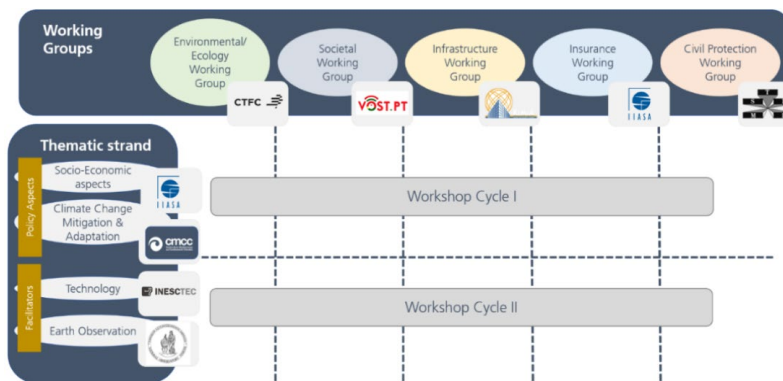 Working
Groups
Environmental/
Ecology
Working
Group
Societal
Working
Group
Infrastructure
Working
Group
Insurance
Working
Group
Civil Protection
Working
Group
CTFC
VOST.PT
IIASA
Thematic strand
Policy Aspects
Socio-Economic
aspects
IIASA
Workshop Cycle I
Climate Change
Mitigation &
Adaptation
cmcc
Facilitators
Technology
INESCTEC
Workshop Cycle II
Earth Observation